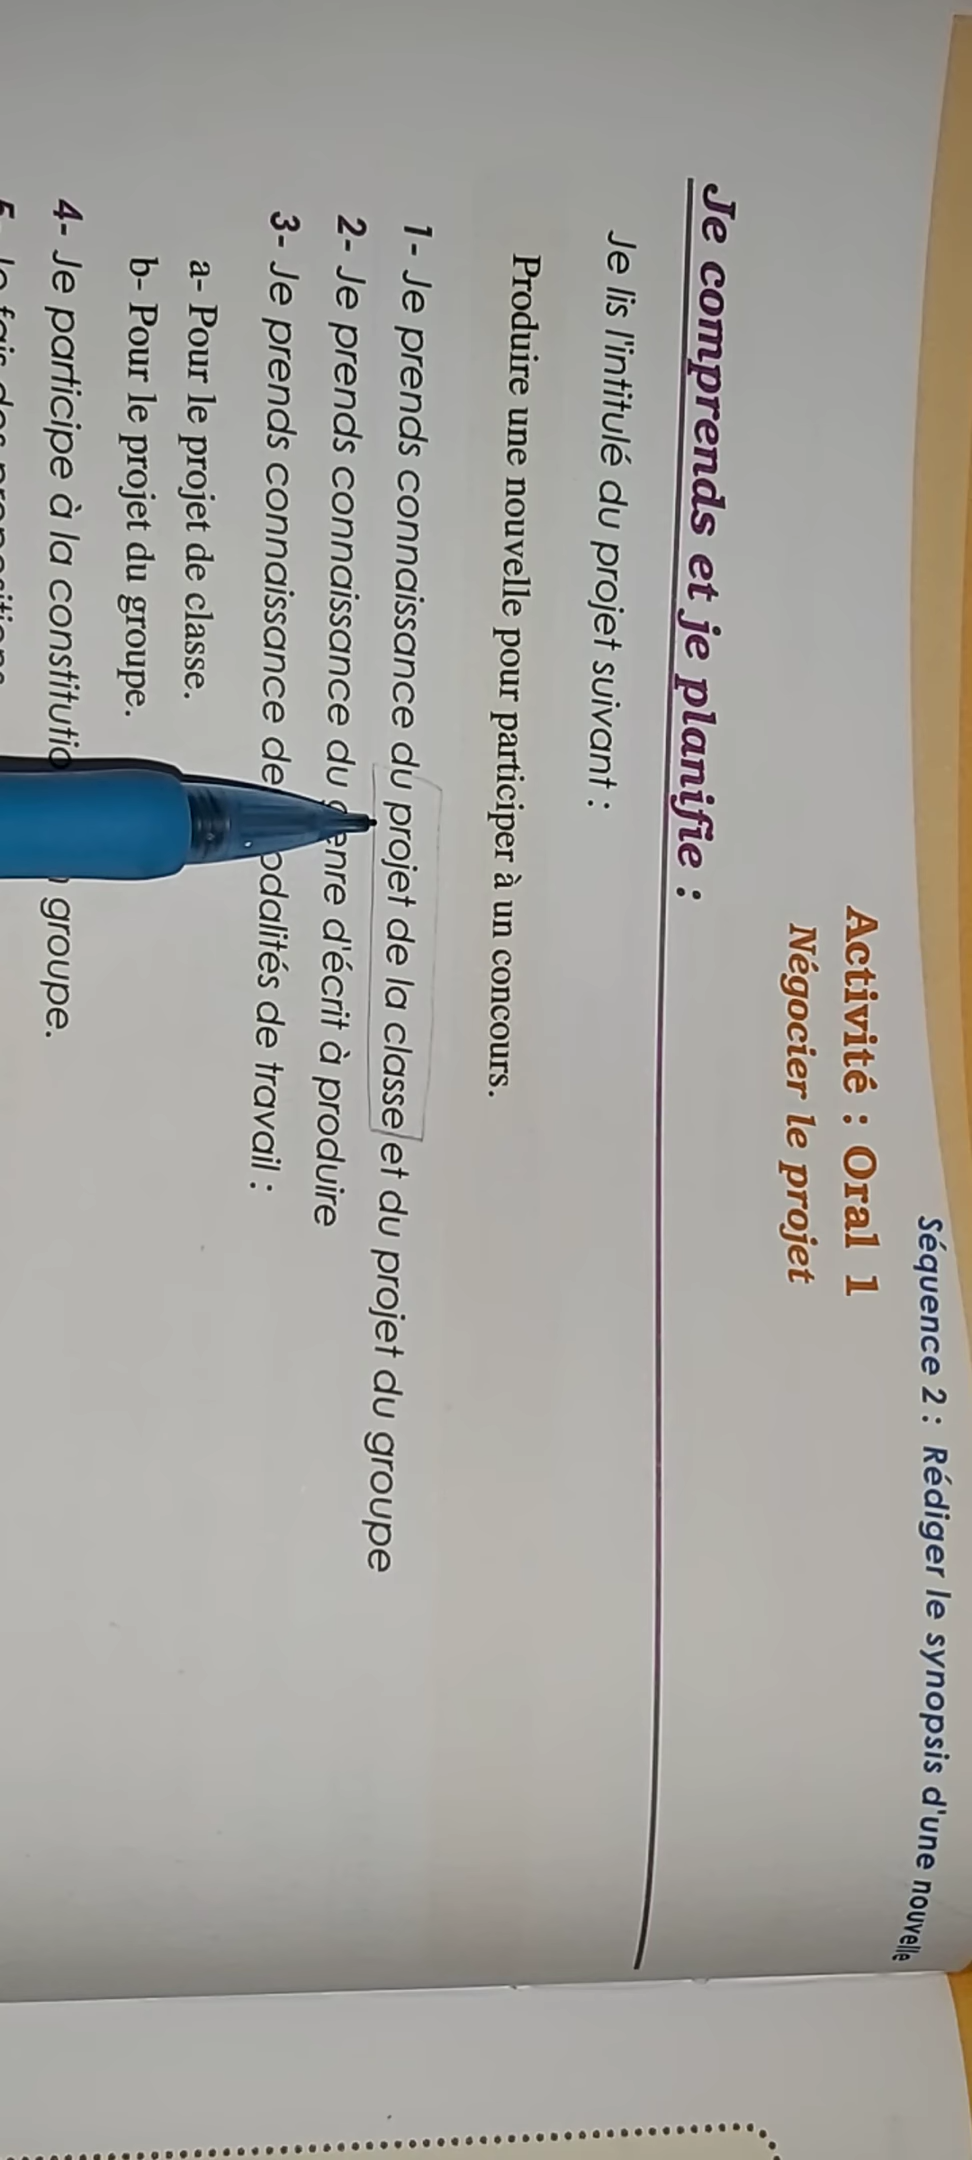 Séquence 2 : Rédiger le synopsis d'une nouvelle
Activité : Oral 1
Négocier le projet
Je comprends et je planifie :
Je lis l'intitulé du projet suivant :
Produire une nouvelle pour participer à un concours.
1- Je prends connaissance du projet de la classe et du projet du groupe
2- Je prends connaissance du genre d'écrit à produire
3- Je prends connaissance de odalités de travail :
a- Pour le projet de classe.
b- Pour le projet du groupe.
4- Je participe à la constitutio groupe.